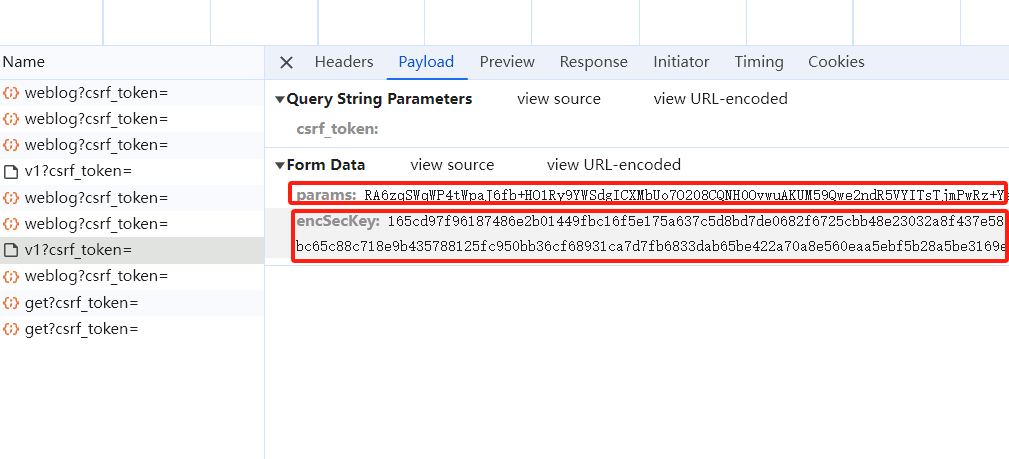 Name
weblog?csrf_token=
weblog?csrf_token=
weblog?csrf_token=
v1?csrf_token=
weblog?csrf_token=
weblog?csrf_token=
v1?csrf_token=
weblog?csrf_token=
get?csrf_token=
get?csrf_token=
Headers Payload Preview Response Initiator Timing Cookies
Query String Parameters view source view URL-encoded
csrf_token:
Form Data view source view URL-encoded
params: RA6zqSWqWP4tWpaJ6fb+HO1Ry9YWSdgICXMbUo7O208CQNHOOvwuAKUM59Qwe2ndR5VYITsTjmPwRz+Y
encSecKey: 165cd97f96187486e2b01449fbc16f5e175a637c5d8bd7de0682f6725cbb48e23032a8f437e58
bc65c88c718e9b435788125fc950bb36cf68931ca7d7fb6833dab65be422a70a8e560eaa5ebf5b28a5be3169e